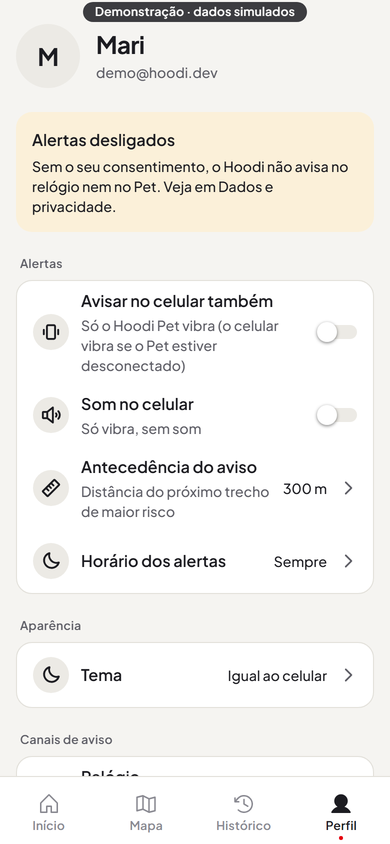 Demonstração · dados simulados
M
Mari
demo@hoodi.dev
Alertas desligados
Sem o seu consentimento, o Hoodi não avisa no
relógio nem no Pet. Veja em Dados e
privacidade.
Alertas
Avisar no celular também
Só o Hoodi Pet vibra (o celular
vibra se o Pet estiver
desconectado)
Som no celular
Só vibra, sem som
Antecedência do aviso
Distância do próximo trecho
de maior risco
300 m
Horário dos alertas
Sempre
Aparência
Tema
Igual ao celular
Canais de aviso
Relógio
Início
Mapa
Histórico
Perfil